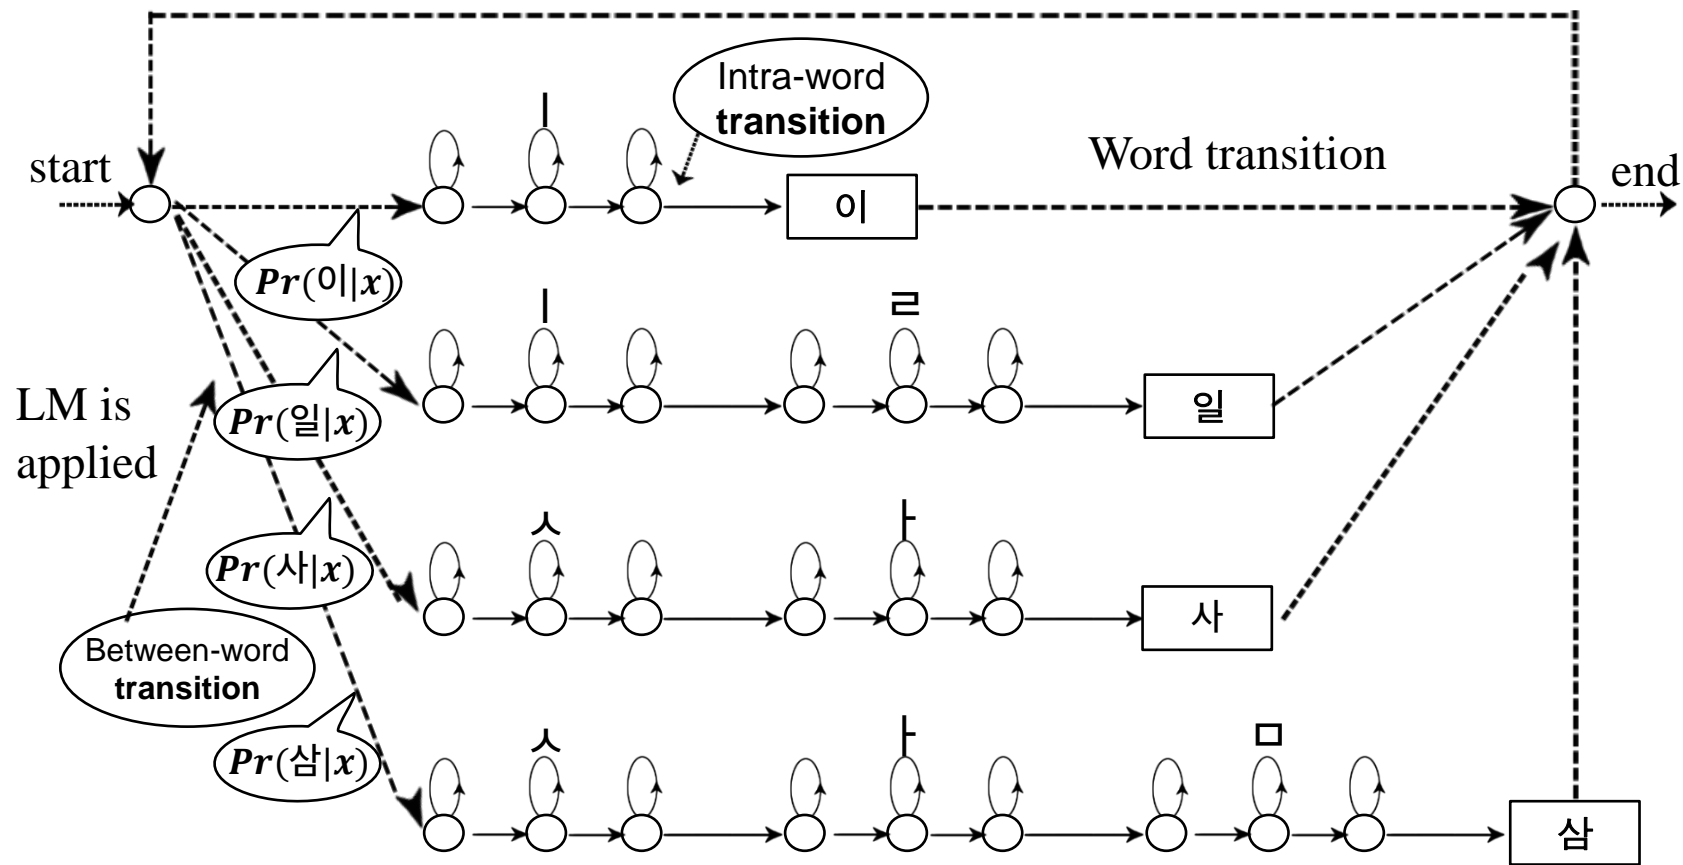 Intra-word
transition
ㅣ
start
Word transition
end
이
Pr(이|x)
ㅣ
ㄹ
LM is
applied
Pr(일|x)
일
ㅅ
ㅏ
Pr(사|x)
사
Between-word
transition
ㅅ
ㅏ
ㅁ
Pr(삼|x)
삼